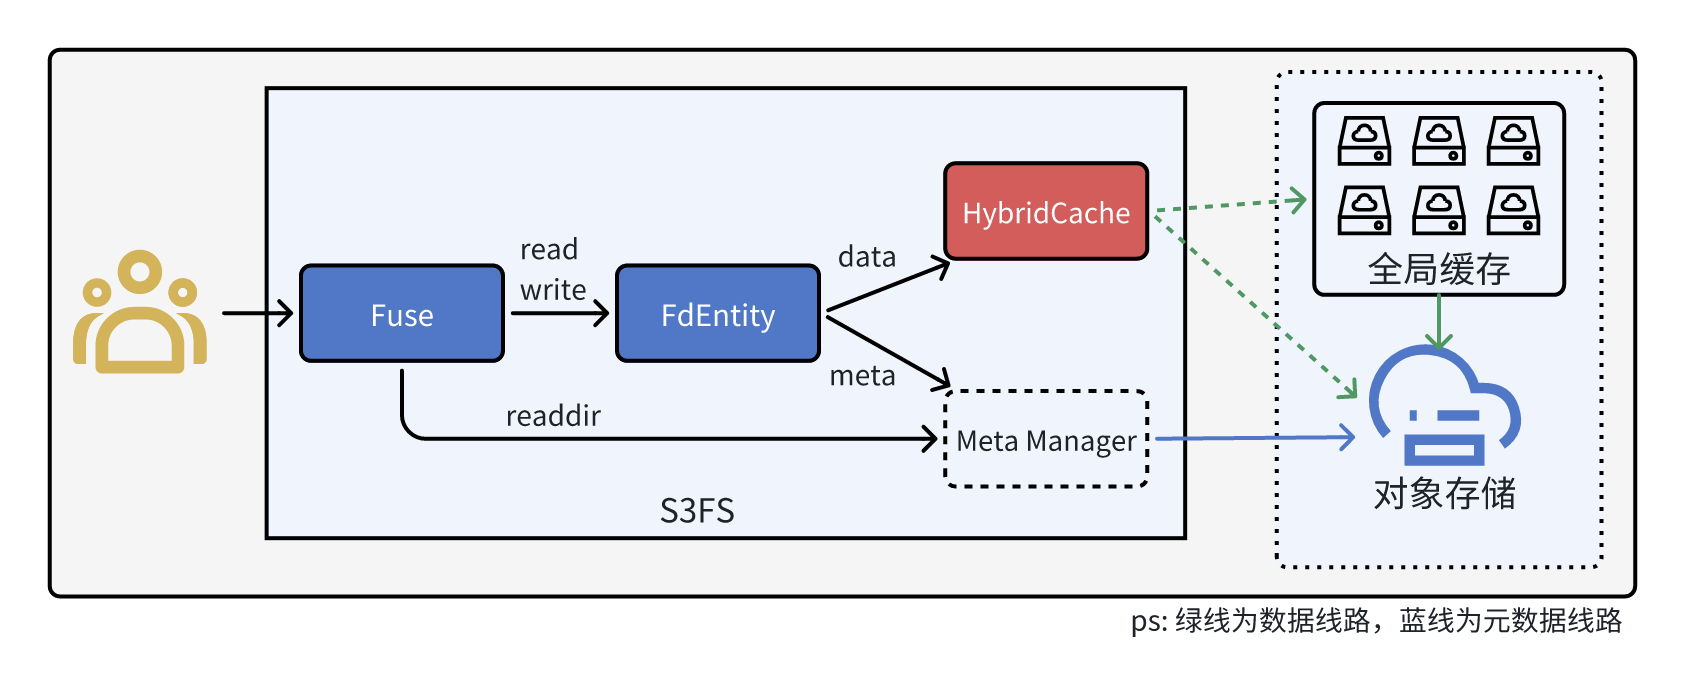 HybridCache
全局缓存
read
write
data
Fuse
FdEntity
meta
readdir
Meta Manager
对象存储
S3FS
ps: 绿线为数据线路，蓝线为元数据线路